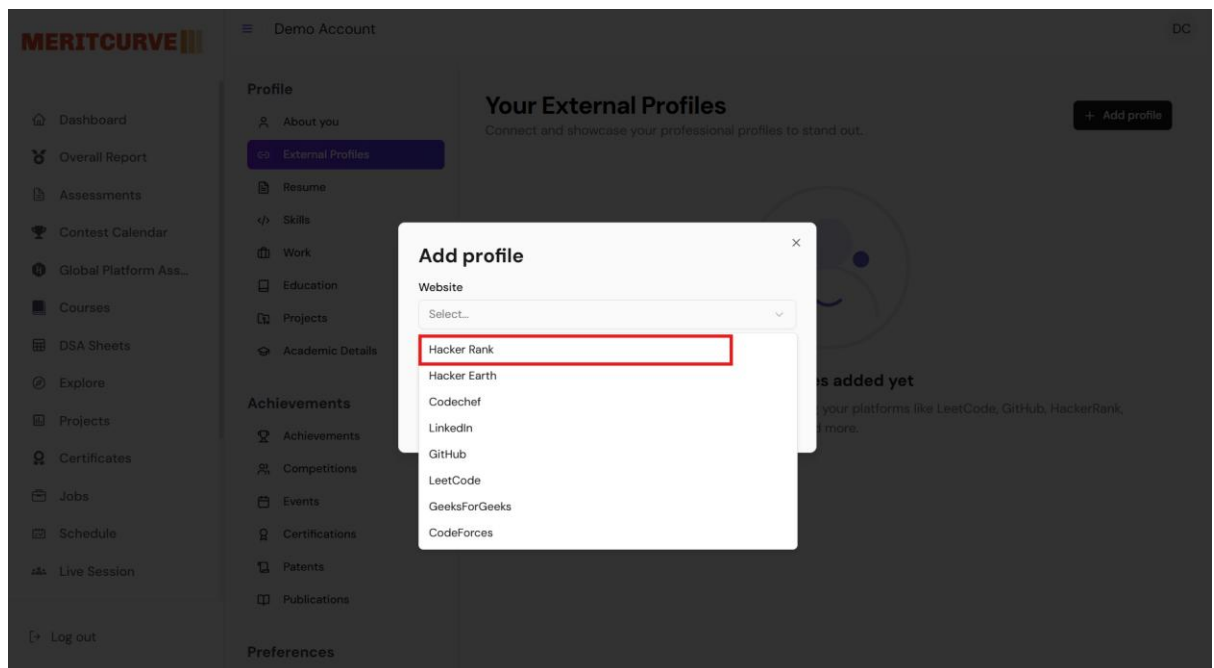 MERITCURVE
Demo Account
DC
Dashboard
Overall Report
Assessments
Contest Calendar
Global Platform Ass...
Courses
DSA Sheets
Explore
Projects
Certificates
Jobs
Schedule
Live Session
Log out
Profile
About you
External Profiles
Resume
Skills
Work
Education
Projects
Academic Details
Achievements
Achievements
Competitions
Events
Certifications
Patents
Publications
Preferences
Your External Profiles
Connect and showcase your professional profiles to stand out.
+ Add profile
Add profile
Website
Select...
Hacker Rank
Hacker Earth
Codechef
LinkedIn
GitHub
LeetCode
GeeksForGeeks
CodeForces
added yet
your platforms like LeetCode, GitHub, HackerRank,
more.